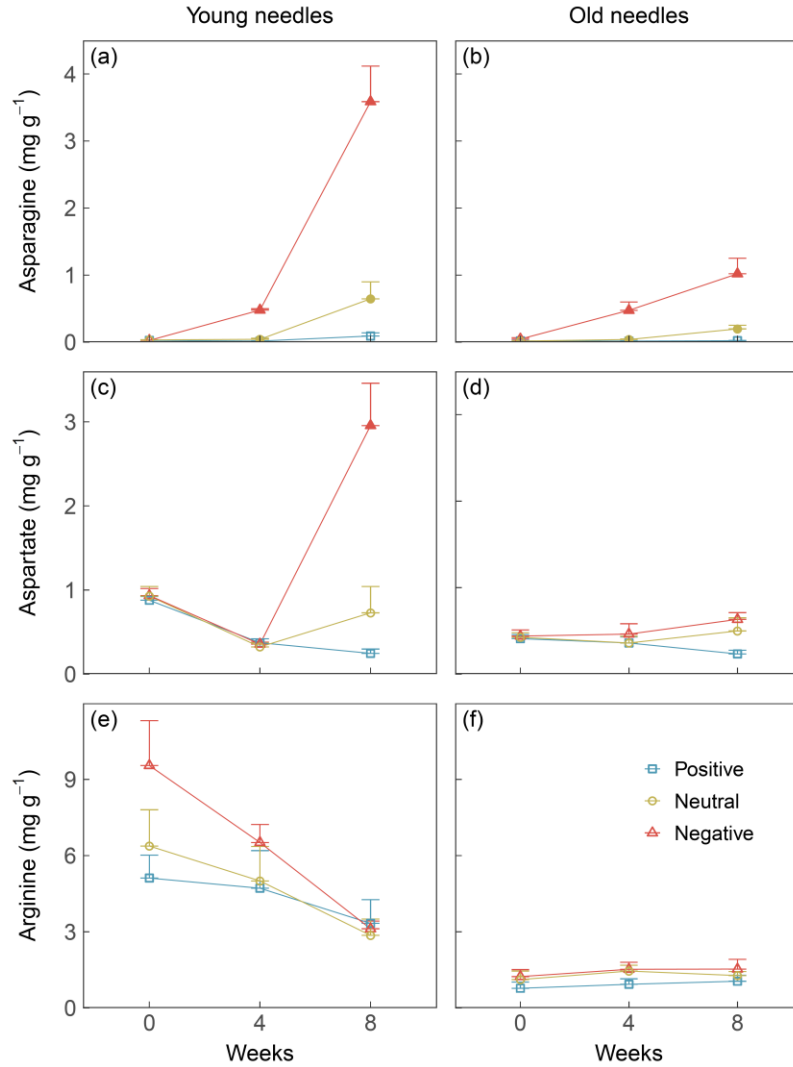 Young needles
Old needles
(a)
(b)
Asparagine (mg g⁻¹)
4
3
2
1
0
(c)
(d)
Aspartate (mg g⁻¹)
3
2
1
0
(e)
(f)
Arginine (mg g⁻¹)
9
6
3
0
Positive
Neutral
Negative
0 4 8
0 4 8
Weeks
Weeks